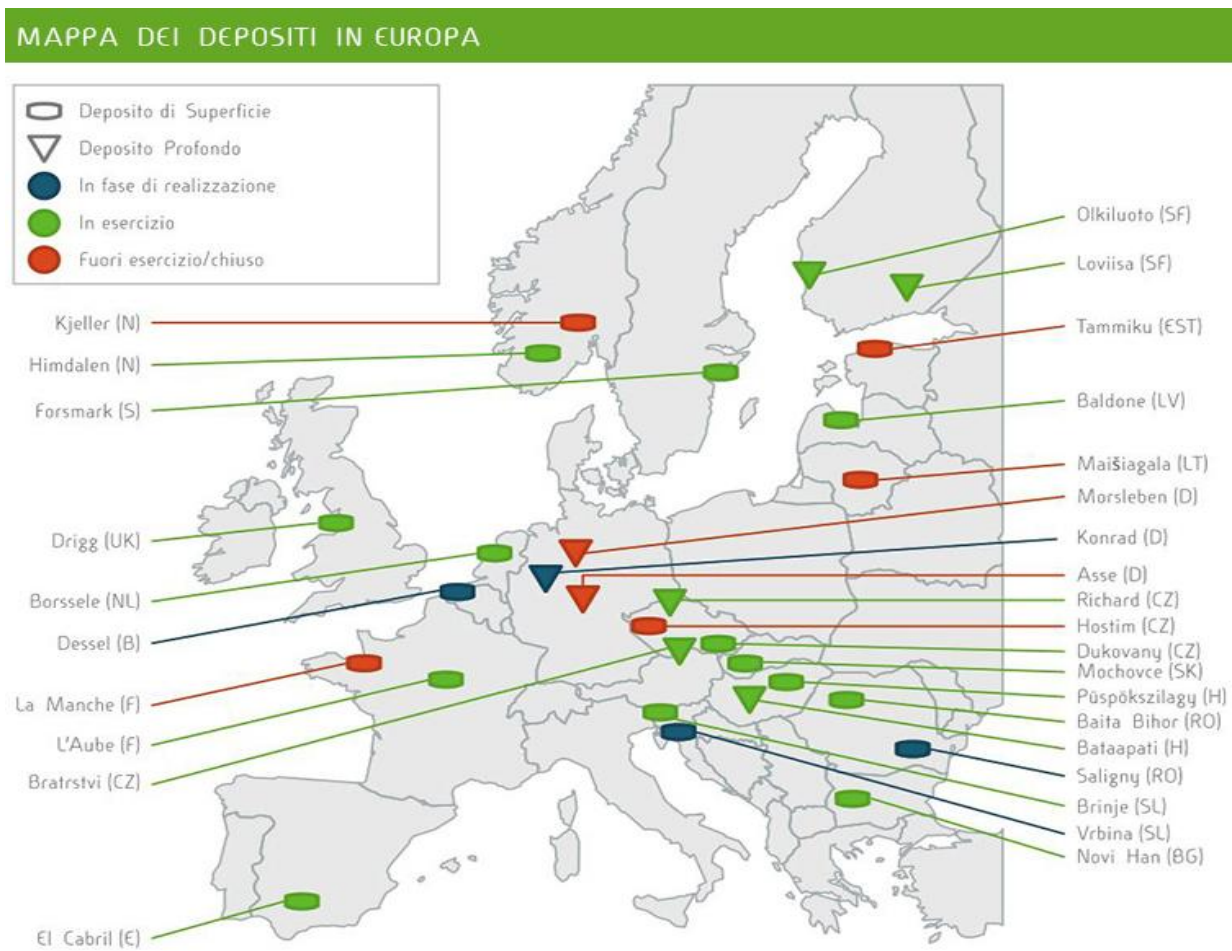 MAPPA DEI DEPOSITI IN EUROPA
Deposito di Superficie
Deposito Profondo
In fase di realizzazione
In esercizio
Fuori esercizio/chiuso
Kjeller (N)
Himdalen (N)
Forsmark (S)
Drigg (UK)
Borssele (NL)
Dessel (B)
La Manche (F)
L'Aube (F)
Bratrstvi (CZ)
El Cabril (E)
Olkiluoto (SF)
Loviisa (SF)
Tammiku (EST)
Baldone (LV)
Maišiagala (LT)
Morsleben (D)
Konrad (D)
Asse (D)
Richard (CZ)
Hostim (CZ)
Dukovany (CZ)
Mochovce (SK)
Püspökszilagy (H)
Baita Bihor (RO)
Bataapati (H)
Saligny (RO)
Brinje (SL)
Vrbina (SL)
Novi Han (BG)